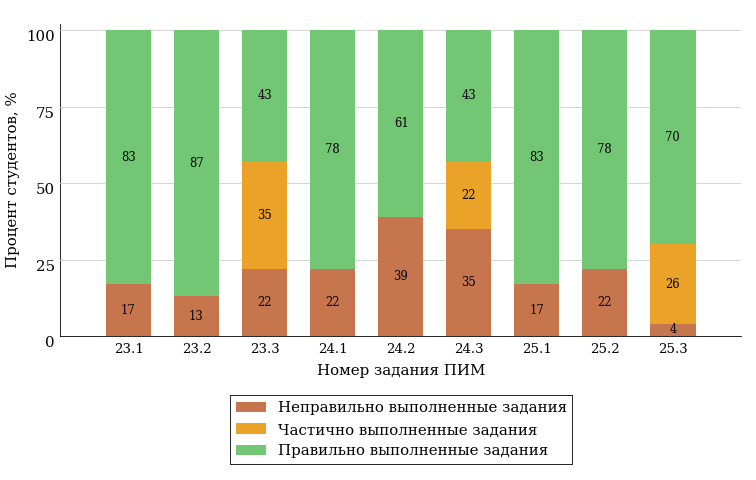 100
75
50
25
0
Процент студентов, %
43 43
61 70
83 87 78 83 78
35 22
39 35 26
17 13 22 22 17 22 4
23.1 23.2 23.3 24.1 24.2 24.3 25.1 25.2 25.3
Номер задания ПИМ
Неправильно выполненные задания
Частично выполненные задания
Правильно выполненные задания